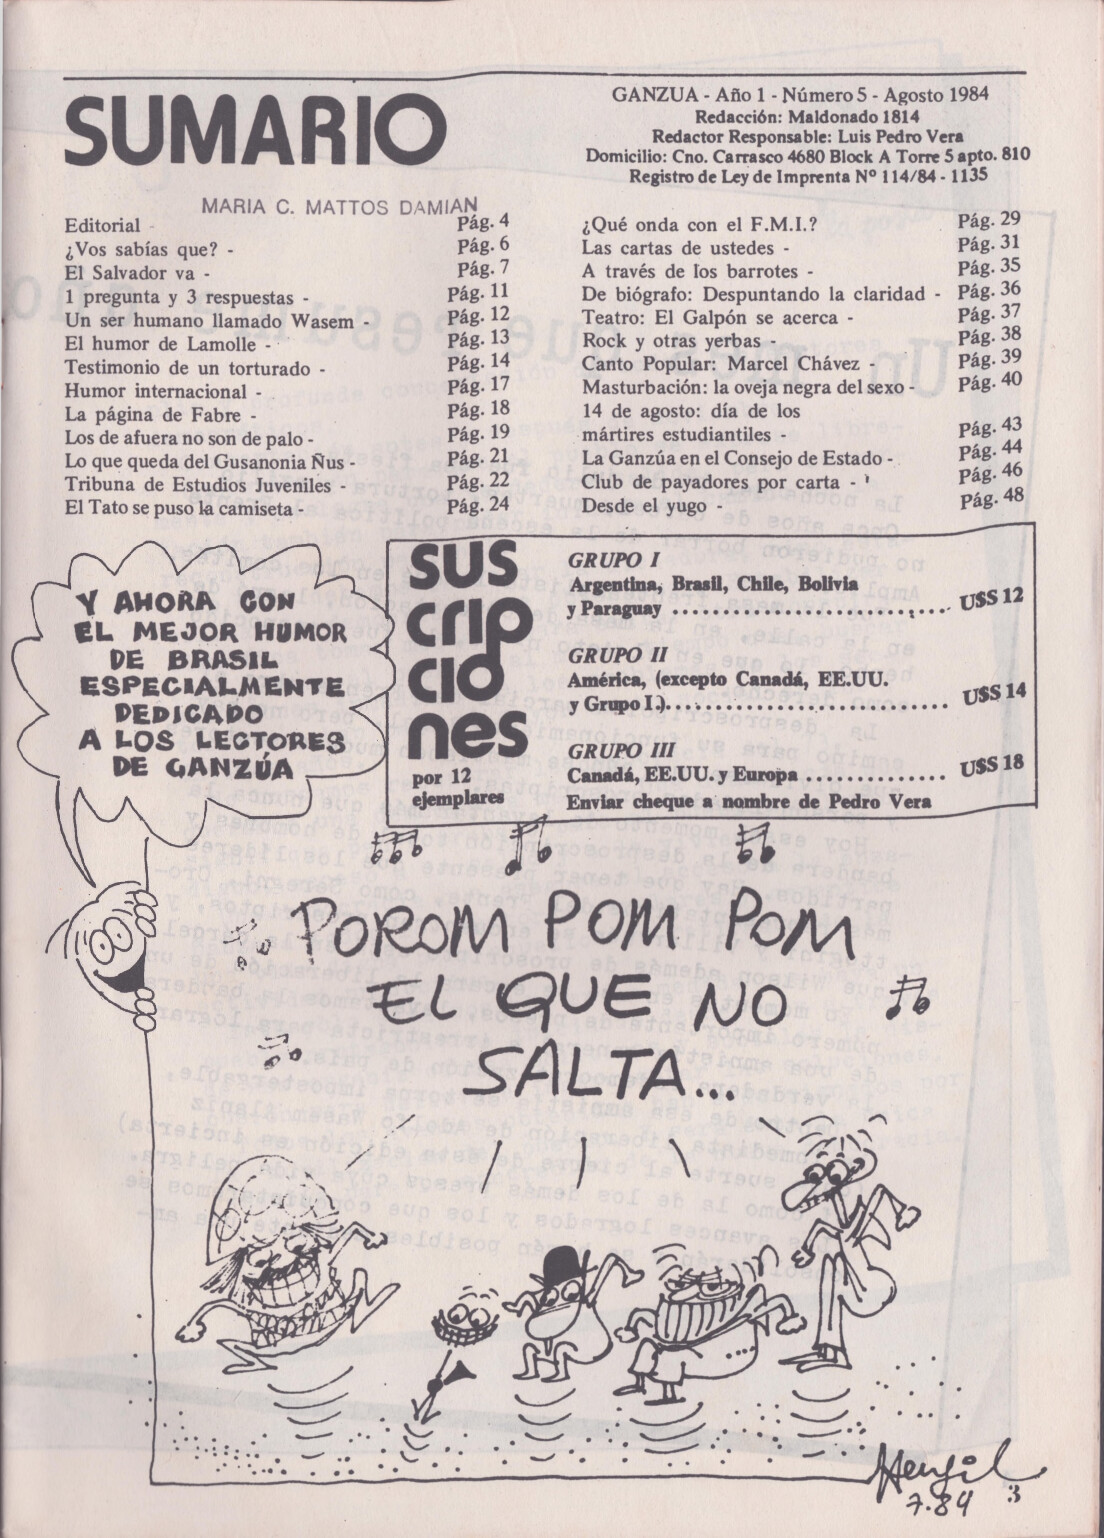 SUMARIO
GANZUA - Año 1 - Número 5 - Agosto 1984
Redacción: Maldonado 1814
Redactor Responsable: Luis Pedro Vera
Domicilio: Cno. Carrasco 4680 Block A Torre 5 apto. 810
Registro de Ley de Imprenta Nº 114/84 - 1135
MARIA C. MATTOS DAMIAN
Editorial - Pág. 4
¿Vos sabías que? - Pág. 6
El Salvador va - Pág. 7
1 pregunta y 3 respuestas - Pág. 11
Un ser humano llamado Wasem - Pág. 12
El humor de Lamolle - Pág. 13
Testimonio de un torturado - Pág. 14
Humor internacional - Pág. 17
La página de Fabre - Pág. 18
Los de afuera no son de palo - Pág. 19
Lo que queda del Gusanonia Ñus - Pág. 21
Tribuna de Estudios Juveniles - Pág. 22
El Tato se puso la camiseta - Pág. 24
¿Qué onda con el F.M.I.? Pág. 29
Las cartas de ustedes - Pág. 31
A través de los barrotes - Pág. 35
De biógrafo: Despuntando la claridad - Pág. 36
Teatro: El Galpón se acerca - Pág. 37
Rock y otras yerbas - Pág. 38
Canto Popular: Marcel Chávez - Pág. 39
Masturbación: la oveja negra del sexo - Pág. 40
14 de agosto: día de los
mártires estudiantiles - Pág. 43
La Ganzúa en el Consejo de Estado - Pág. 44
Club de payadores por carta - Pág. 46
Desde el yugo - Pág. 48
Y AHORA CON
EL MEJOR HUMOR
DE BRASIL
ESPECIALMENTE
DEDICADO
A LOS LECTORES
DE GANZÚA
sus
crip
cio
nes
por 12
ejemplares
GRUPO I
Argentina, Brasil, Chile, Bolivia
y Paraguay ............................ U$S 12
GRUPO II
América, (excepto Canadá, EE.UU.
y Grupo I.)............................. U$S 14
GRUPO III
Canadá, EE.UU. y Europa .............. U$S 18
Enviar cheque a nombre de Pedro Vera
POROM POM POM
EL QUE NO
SALTA...
Henfil
7.84
3